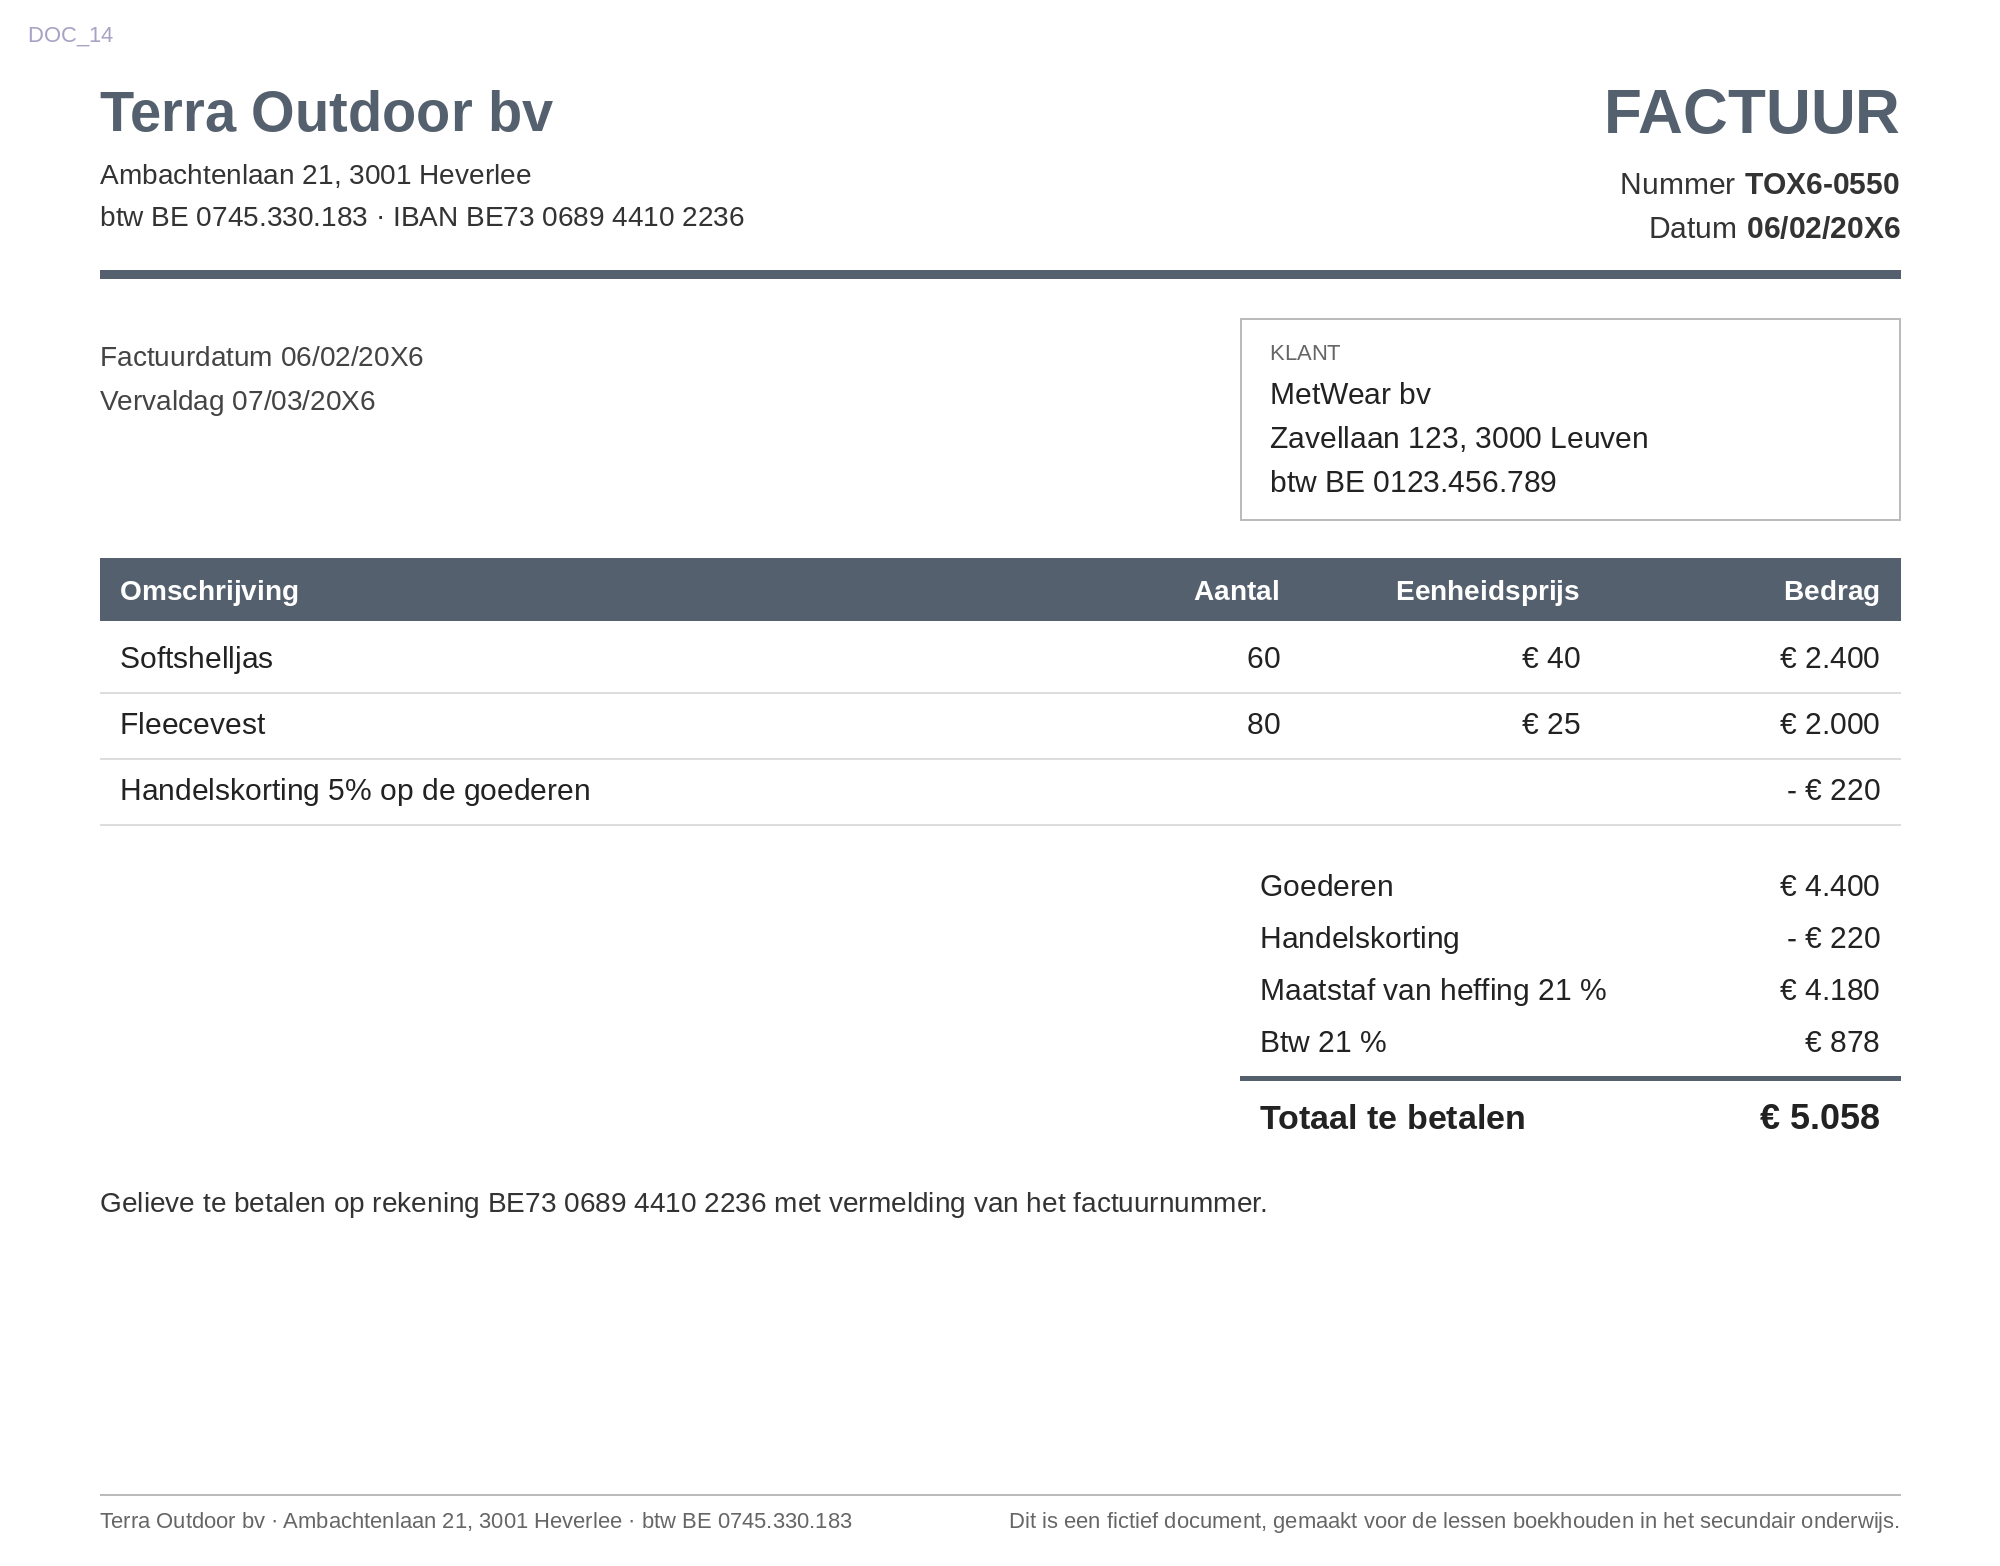 DOC_14
Terra Outdoor bv
Ambachtenlaan 21, 3001 Heverlee
btw BE 0745.330.183 · IBAN BE73 0689 4410 2236
FACTUUR
Nummer TOX6-0550
Datum 06/02/20X6
Factuurdatum 06/02/20X6
Vervaldag 07/03/20X6
KLANT
MetWear bv
Zavellaan 123, 3000 Leuven
btw BE 0123.456.789
Omschrijving Aantal Eenheidsprijs Bedrag
Softshelljas 60 € 40 € 2.400
Fleecevest 80 € 25 € 2.000
Handelskorting 5% op de goederen - € 220
Goederen € 4.400
Handelskorting - € 220
Maatstaf van heffing 21 % € 4.180
Btw 21 % € 878
Totaal te betalen € 5.058
Gelieve te betalen op rekening BE73 0689 4410 2236 met vermelding van het factuurnummer.
Terra Outdoor bv · Ambachtenlaan 21, 3001 Heverlee · btw BE 0745.330.183 Dit is een fictief document, gemaakt voor de lessen boekhouden in het secundair onderwijs.